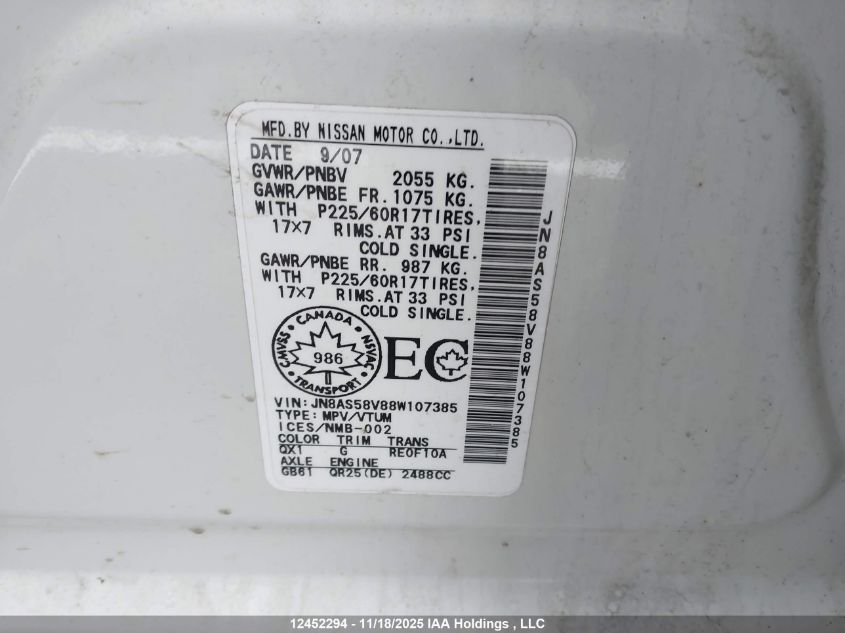 MFD.BY NISSAN MOTOR CO.,LTD.
DATE 9/07
GVWR/PNBV 2055 KG.
GAWR/PNBE FR. 1075 KG.
WITH P225/60R17TIRES,
17×7 RIMS.AT 33 PSI
COLD SINGLE.
GAWR/PNBE RR. 987 KG.
WITH P225/60R17TIRES,
17×7 RIMS.AT 33 PSI
COLD SINGLE.
CANADA
CMVSS 986 NSVAC
TRANSPORT
EC
VIN: JN8AS58V88W107385
TYPE: MPV/VTUM
ICES/NMB-002
COLOR TRIM TRANS
QX1 G RE0F10A
AXLE ENGINE
GB61 QR25(DE) 2488CC
JN8AS58V88W107385
12452294 - 11/18/2025 IAA Holdings , LLC